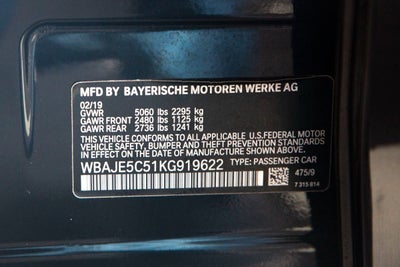 MFD BY BAYERISCHE MOTOREN WERKE AG
02/19
GVWR 5060 lbs 2295 kg
GAWR FRONT 2480 lbs 1125 kg
GAWR REAR 2736 lbs 1241 kg
THIS VEHICLE CONFORMS TO ALL APPLICABLE U.S.FEDERAL MOTOR
VEHICLE SAFETY, BUMPER AND THEFT PREVENTION STANDARDS
IN EFFECT ON THE DATE OF MANUFACTURE SHOWN ABOVE.
WBAJE5C51KG919622 TYPE: PASSENGER CAR
475/9
7 315 814